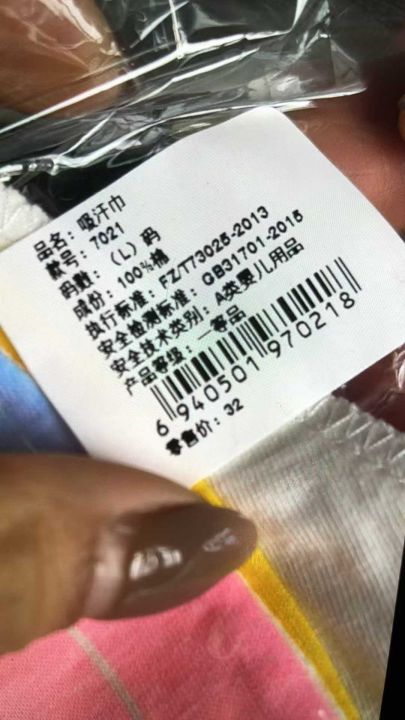 品名：吸汗巾
款号：7021
码数：（L）码
成份：100%棉
执行标准：FZ/T73025-2013
安全检测标准：GB31701-2015
安全技术类别：A类婴儿用品
产品等级：一等品
6 940501 970218
零售价：32